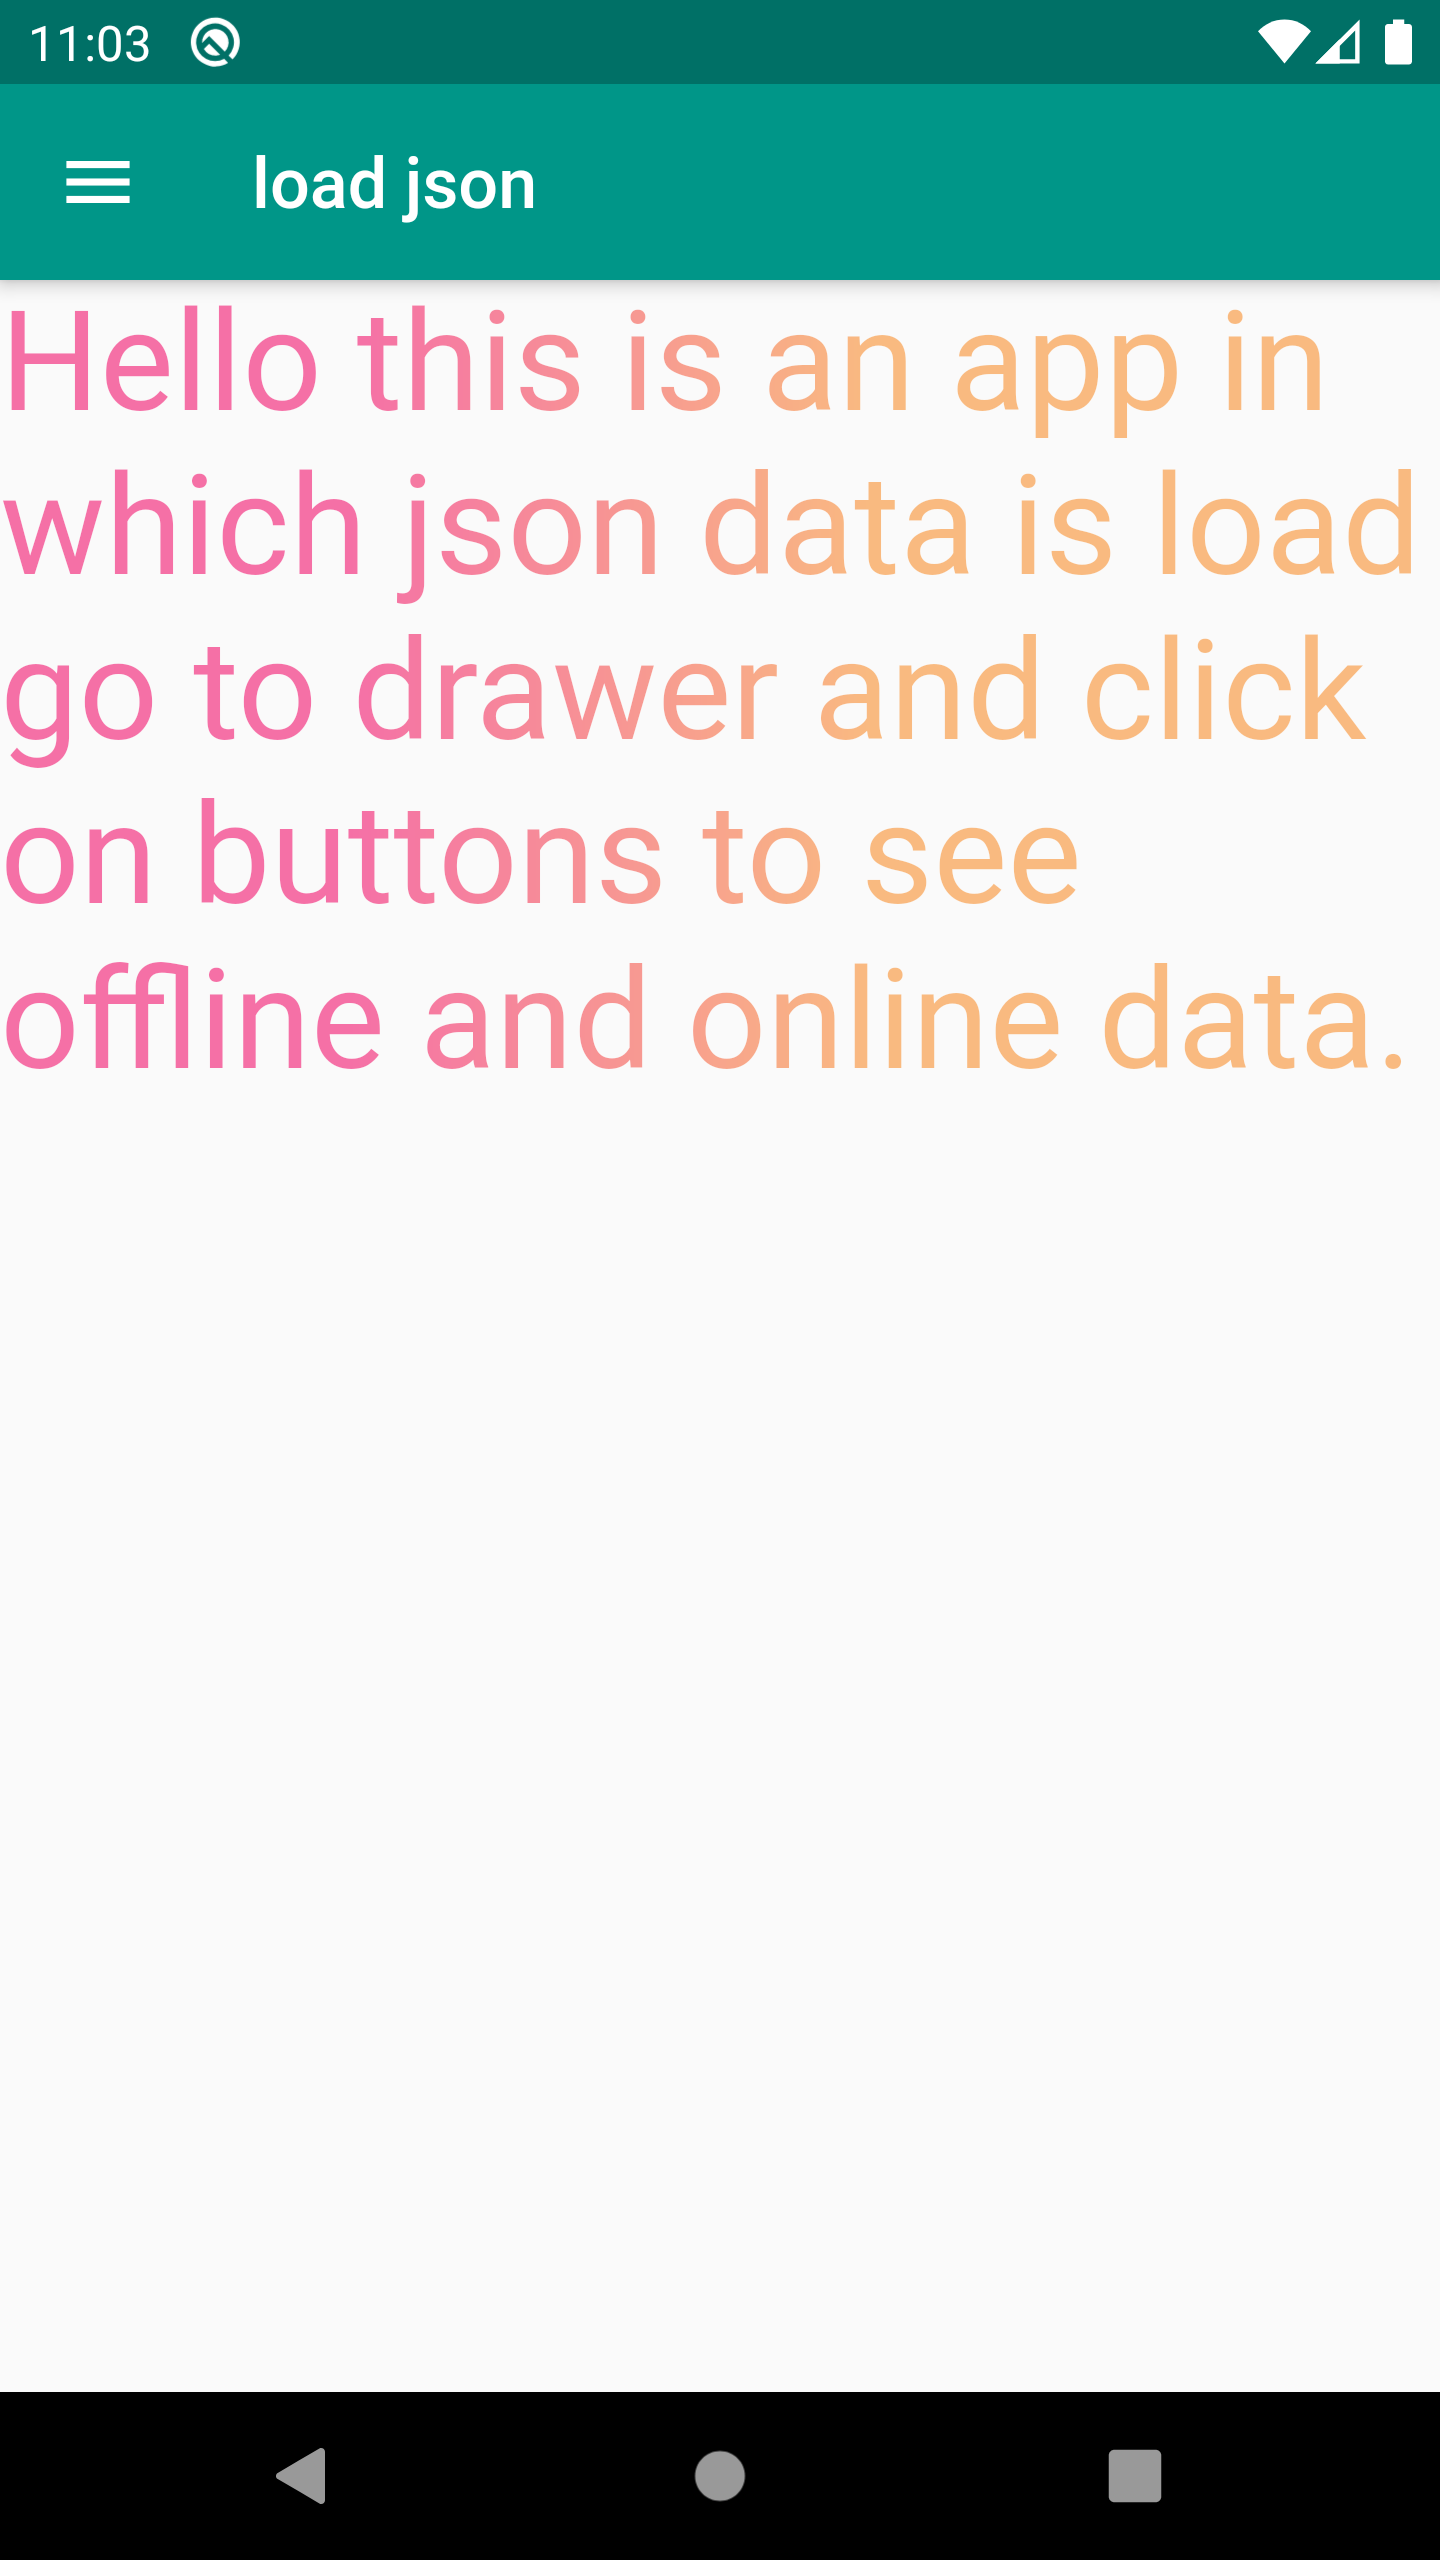 11:03
load json
Hello this is an app in
which json data is load
go to drawer and click
on buttons to see
offline and online data.